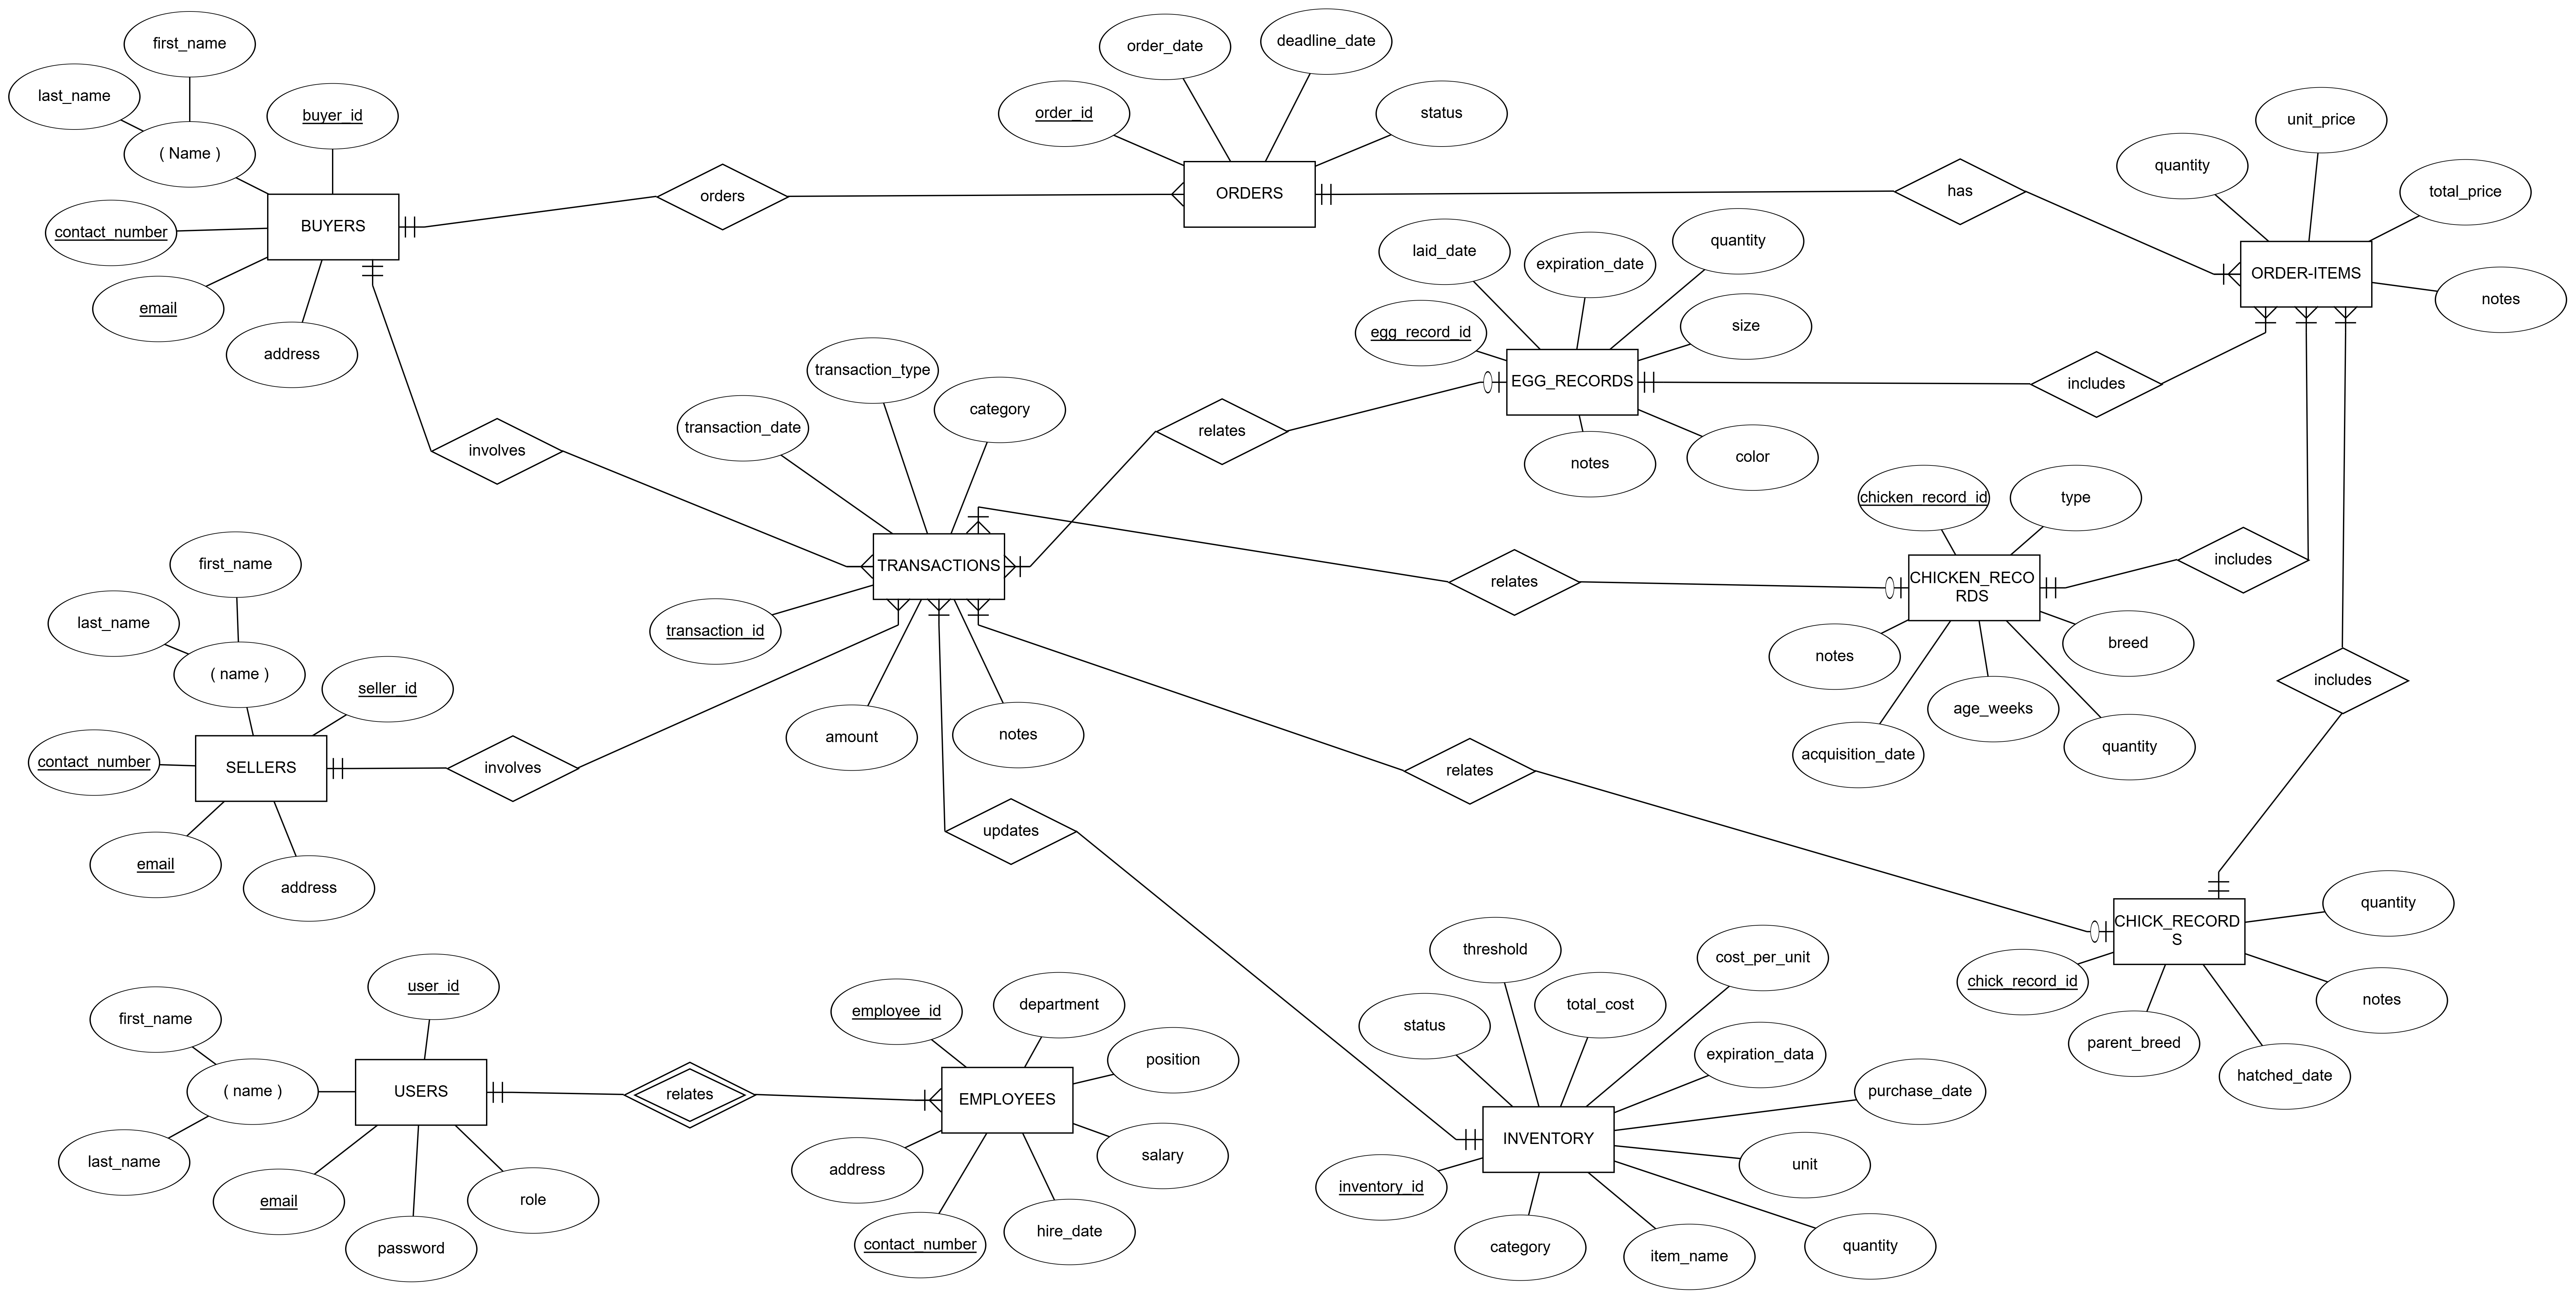 first_name
last_name
( Name )
buyer_id
contact_number
BUYERS
email
address
orders
order_date
deadline_date
order_id
status
ORDERS
has
unit_price
quantity
total_price
ORDER-ITEMS
notes
laid_date
expiration_date
quantity
egg_record_id
size
EGG_RECORDS
notes
color
includes
involves
transaction_type
transaction_date
category
relates
TRANSACTIONS
transaction_id
amount
notes
relates
chicken_record_id
type
CHICKEN_RECO
RDS
notes
breed
age_weeks
acquisition_date
quantity
includes
includes
first_name
last_name
( name )
seller_id
contact_number
SELLERS
email
address
involves
updates
relates
CHICK_RECORD
S
quantity
chick_record_id
notes
parent_breed
hatched_date
user_id
first_name
( name )
USERS
last_name
email
role
password
relates
employee_id
department
position
EMPLOYEES
address
salary
contact_number
hire_date
threshold
cost_per_unit
status
total_cost
expiration_data
purchase_date
INVENTORY
unit
inventory_id
category
item_name
quantity